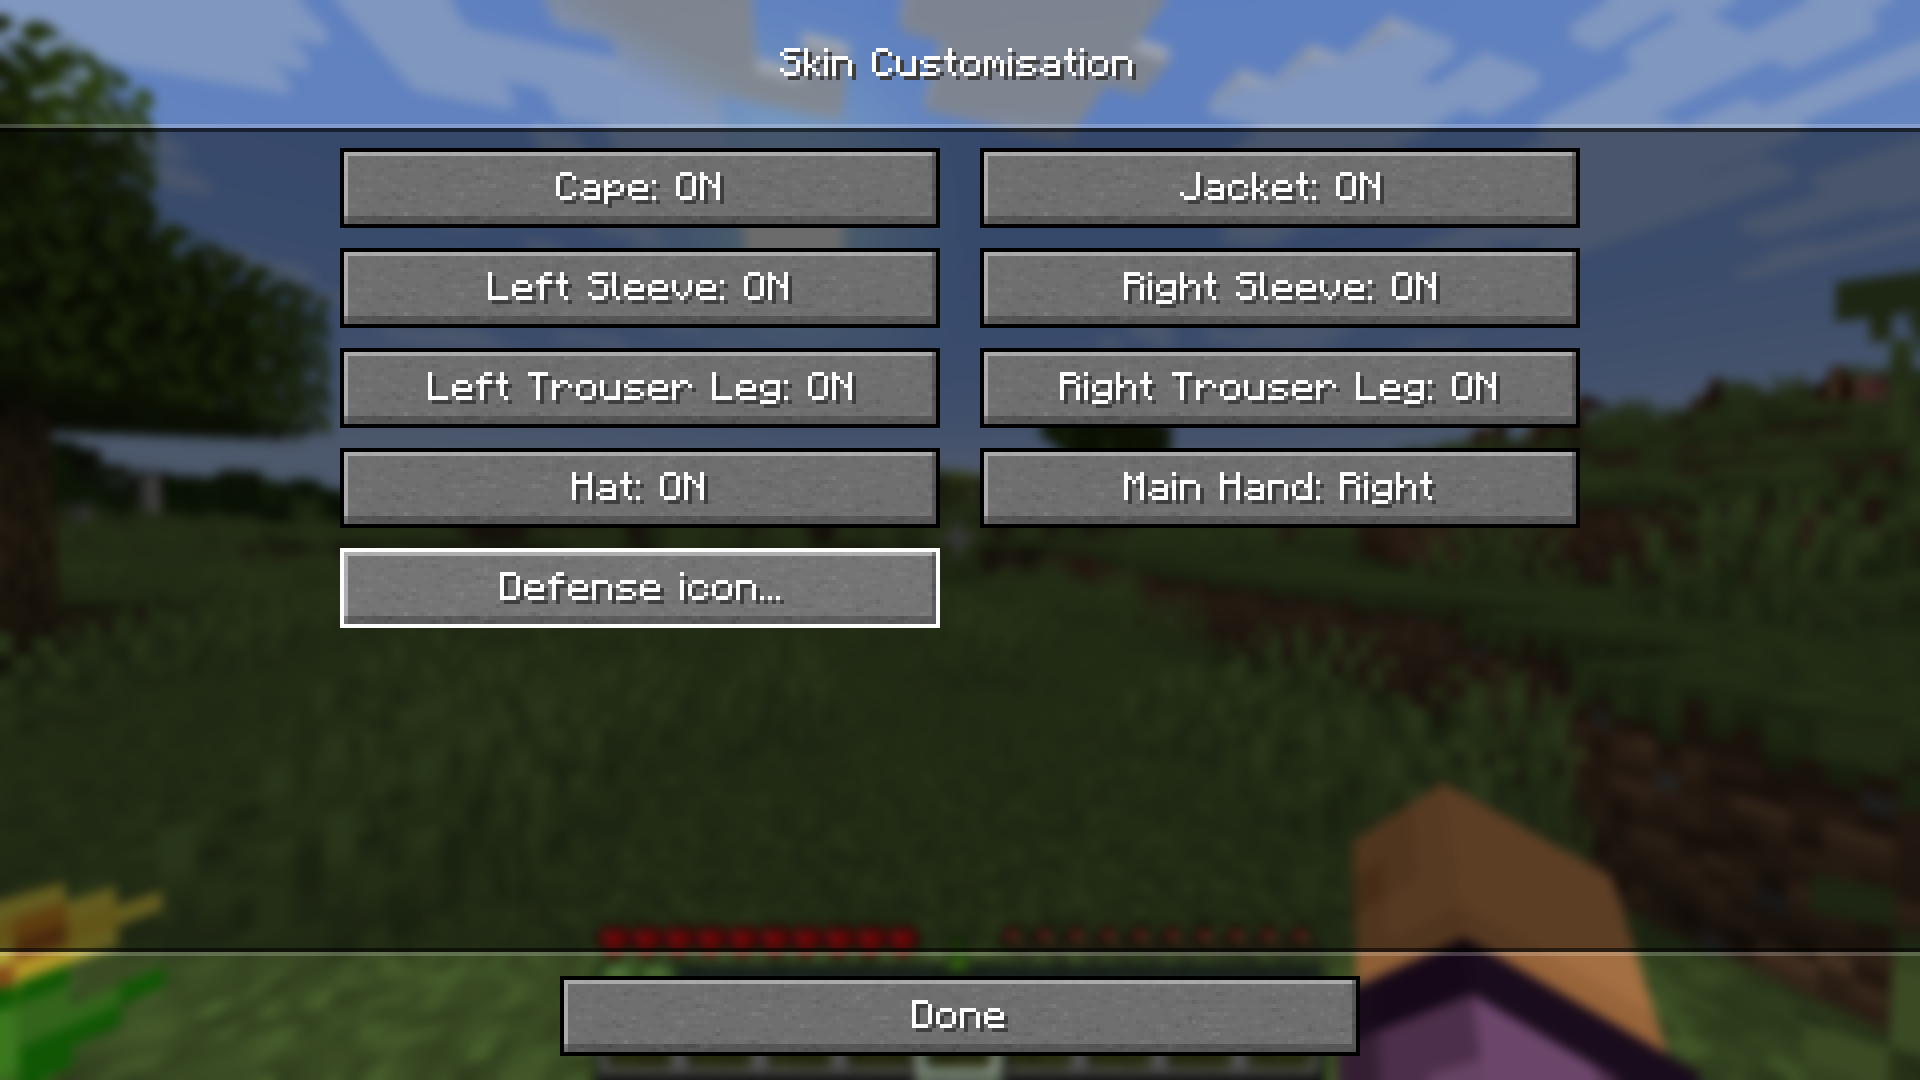 Skin Customisation
Cape: ON
Jacket: ON
Left Sleeve: ON
Right Sleeve: ON
Left Trouser Leg: ON
Right Trouser Leg: ON
Hat: ON
Main Hand: Right
Defense icon...
Done